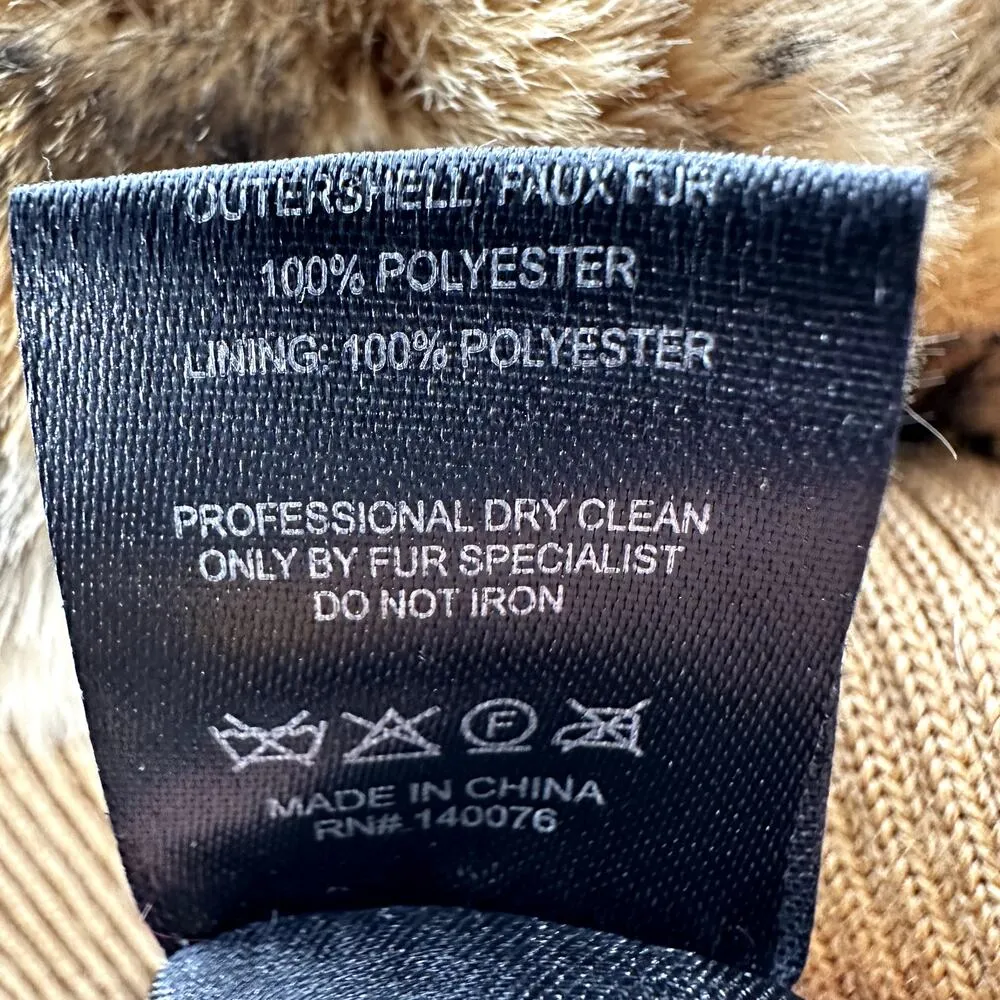 OUTERSHELL: FAUX FUR
100% POLYESTER
LINING: 100% POLYESTER
PROFESSIONAL DRY CLEAN
ONLY BY FUR SPECIALIST
DO NOT IRON
F
MADE IN CHINA
RN# 140076